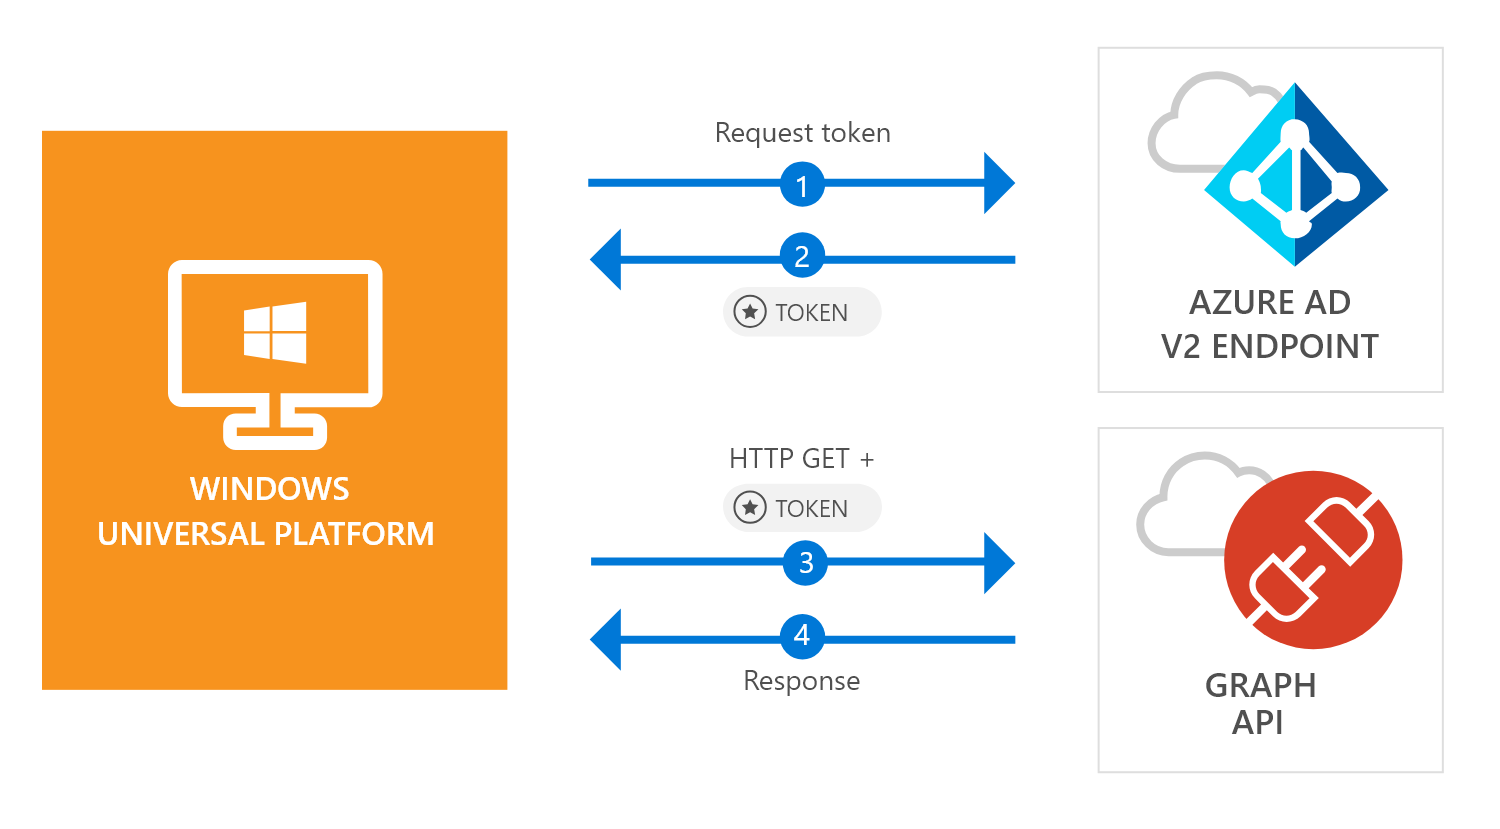 Request token
1
2
TOKEN
AZURE AD
V2 ENDPOINT
WINDOWS
UNIVERSAL PLATFORM
HTTP GET +
TOKEN
3
4
Response
GRAPH
API